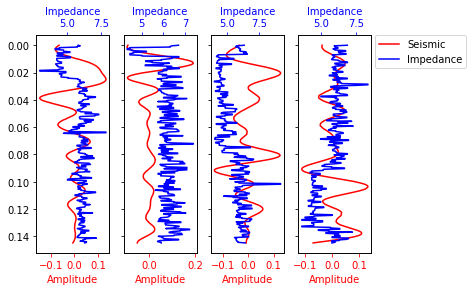 Impedance Impedance Impedance Impedance
5.0 7.5 5 6 7 5.0 7.5 5.0 7.5
Seismic
Impedance
0.00
0.02
0.04
0.06
0.08
0.10
0.12
0.14
−0.1 0.0 0.1 0.0 0.2 −0.1 0.0 0.1 −0.1 0.0 0.1
Amplitude Amplitude Amplitude Amplitude